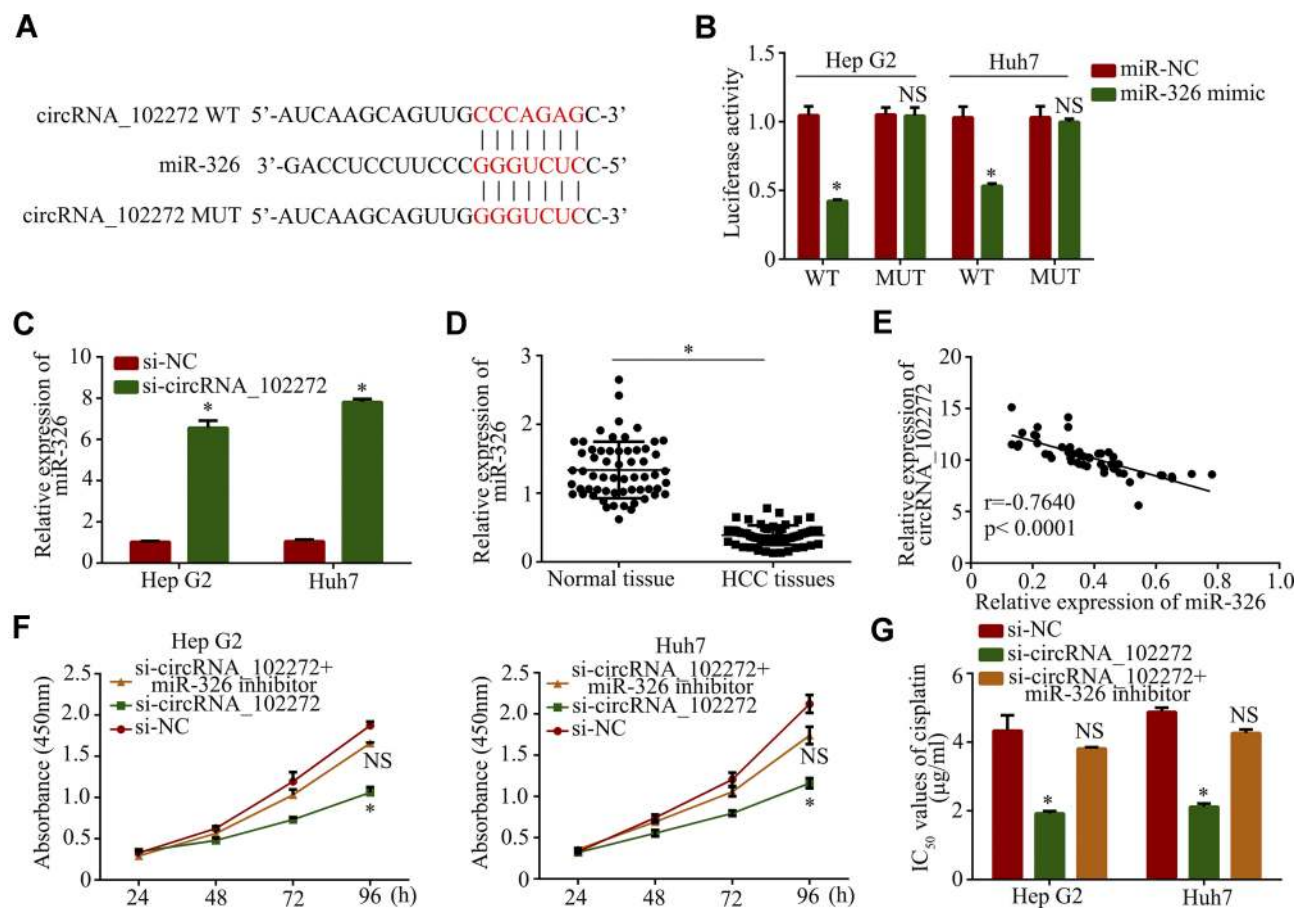 A
circRNA_102272 WT 5’-AUCAAGCAGUUGCCCAGAGC-3’
miR-326 3’-GACCUCCUUCCCGGGUCUCC-5’
circRNA_102272 MUT 5’-AUCAAGCAGUUGGGGUCUCC-3’
B
Hep G2 Huh7
miR-NC
miR-326 mimic
Luciferase activity
1.5
1.0
0.5
0
* NS * NS
WT MUT WT MUT
C
Relative expression of
miR-326
si-NC
si-circRNA_102272
10
8
6
4
2
0
* *
Hep G2 Huh7
D
Relative expression of
miR-326
3
2
1
0
*
Normal tissue HCC tissues
E
Relative expression of
circRNA_102272
20
15
10
5
0
r=-0.7640
p< 0.0001
0 0.2 0.4 0.6 0.8 1.0
Relative expression of miR-326
F
Hep G2
si-circRNA_102272+
miR-326 inhibitor
si-circRNA_102272
si-NC
Absorbance (450nm)
2.5
2.0
1.5
1.0
0.5
0
NS
*
24 48 72 96 (h)
Huh7
si-circRNA_102272+
miR-326 inhibitor
si-circRNA_102272
si-NC
Absorbance (450nm)
2.5
2.0
1.5
1.0
0.5
0
NS
*
24 48 72 96 (h)
G
si-NC
si-circRNA_102272
si-circRNA_102272+
miR-326 inhibitor
IC50 values of cisplatin
(µg/ml)
6
4
2
0
* NS * NS
Hep G2 Huh7